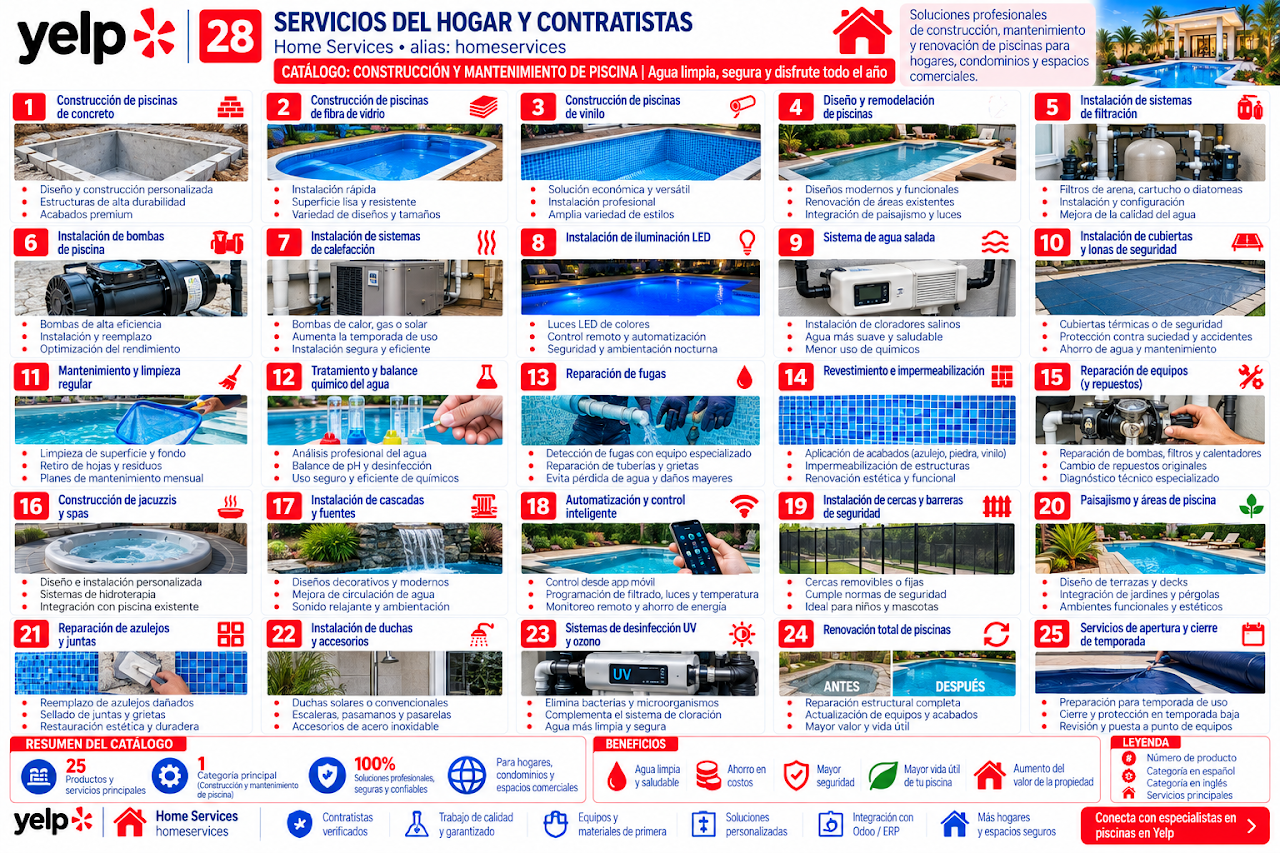 yelp
28
SERVICIOS DEL HOGAR Y CONTRATISTAS
Home Services • alias: homeservices
CATÁLOGO: CONSTRUCCIÓN Y MANTENIMIENTO DE PISCINA | Agua limpia, segura y disfrute todo el año
Soluciones profesionales
de construcción, mantenimiento
y renovación de piscinas para
hogares, condominios y espacios
comerciales.
1
Construcción de piscinas
de concreto
Diseño y construcción personalizada
Estructuras de alta durabilidad
Acabados premium
2
Construcción de piscinas
de fibra de vidrio
Instalación rápida
Superficie lisa y resistente
Variedad de diseños y tamaños
3
Construcción de piscinas
de vinilo
Solución económica y versátil
Instalación profesional
Amplia variedad de estilos
4
Diseño y remodelación
de piscinas
Diseños modernos y funcionales
Renovación de áreas existentes
Integración de paisajismo y luces
5
Instalación de sistemas
de filtración
Filtros de arena, cartucho o diatomeas
Instalación y configuración
Mejora de la calidad del agua
6
Instalación de bombas
de piscina
Bombas de alta eficiencia
Instalación y reemplazo
Optimización del rendimiento
7
Instalación de sistemas
de calefacción
Bombas de calor, gas o solar
Aumenta la temporada de uso
Instalación segura y eficiente
8
Instalación de iluminación LED
Luces LED de colores
Control remoto y automatización
Seguridad y ambientación nocturna
9
Sistema de agua salada
Instalación de cloradores salinos
Agua más suave y saludable
Menor uso de químicos
10
Instalación de cubiertas
y lonas de seguridad
Cubiertas térmicas o de seguridad
Protección contra suciedad y accidentes
Ahorro de agua y mantenimiento
11
Mantenimiento y limpieza
regular
Limpieza de superficie y fondo
Retiro de hojas y residuos
Planes de mantenimiento mensual
12
Tratamiento y balance
químico del agua
Análisis profesional del agua
Balance de pH y desinfección
Uso seguro y eficiente de químicos
13
Reparación de fugas
Detección de fugas con equipo especializado
Reparación de tuberías y grietas
Evita pérdida de agua y daños mayores
14
Revestimiento e impermeabilización
Aplicación de acabados (azulejo, piedra, vinilo)
Impermeabilización de estructuras
Renovación estética y funcional
15
Reparación de equipos
(y repuestos)
Reparación de bombas, filtros y calentadores
Cambio de repuestos originales
Diagnóstico técnico especializado
16
Construcción de jacuzzis
y spas
Diseño e instalación personalizada
Sistemas de hidroterapia
Integración con piscina existente
17
Instalación de cascadas
y fuentes
Diseños decorativos y modernos
Mejora de circulación de agua
Sonido relajante y ambientación
18
Automatización y control
inteligente
Control desde app móvil
Programación de filtrado, luces y temperatura
Monitoreo remoto y ahorro de energía
19
Instalación de cercas y barreras
de seguridad
Cercas removibles o fijas
Cumple normas de seguridad
Ideal para niños y mascotas
20
Paisajismo y áreas de piscina
Diseño de terrazas y decks
Integración de jardines y pérgolas
Ambientes funcionales y estéticos
21
Reparación de azulejos
y juntas
Reemplazo de azulejos dañados
Sellado de juntas y grietas
Restauración estética y duradera
22
Instalación de duchas
y accesorios
Duchas solares o convencionales
Escaleras, pasamanos y pasarelas
Accesorios de acero inoxidable
23
Sistemas de desinfección UV
y ozono
UV
Elimina bacterias y microorganismos
Complementa el sistema de cloración
Agua más limpia y segura
24
Renovación total de piscinas
ANTES
DESPUÉS
Reparación estructural completa
Actualización de equipos y acabados
Mayor valor y vida útil
25
Servicios de apertura y cierre
de temporada
Preparación para temporada de uso
Cierre y protección en temporada baja
Revisión y puesta a punto de equipos
RESUMEN DEL CATÁLOGO
25
Productos y
servicios principales
1
Categoría principal
(Construcción y mantenimiento
de piscina)
100%
Soluciones profesionales,
seguras y confiables
Para hogares,
condominios y
espacios comerciales
BENEFICIOS
Agua limpia
y saludable
Ahorro en
costos
Mayor
seguridad
Mayor vida útil
de tu piscina
Aumento del
valor de la propiedad
LEYENDA
# Número de producto
Categoría en español
Categoría en inglés
Servicios principales
yelp
Home Services
homeservices
Contratistas
verificados
Trabajo de calidad
y garantizado
Equipos y
materiales de primera
Soluciones
personalizadas
Integración con
Odoo / ERP
Más hogares
y espacios seguros
Conecta con especialistas en
piscinas en Yelp